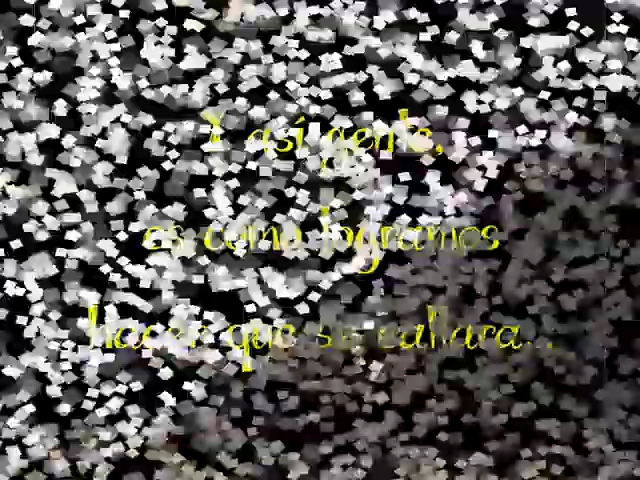 Y así gente,
es como logramos
hacer que se callara...